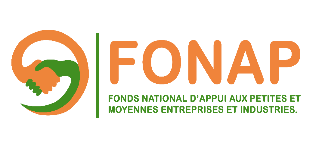 FONAP
FONDS NATIONAL D'APPUI AUX PETITES ET
MOYENNES ENTREPRISES ET INDUSTRIES.